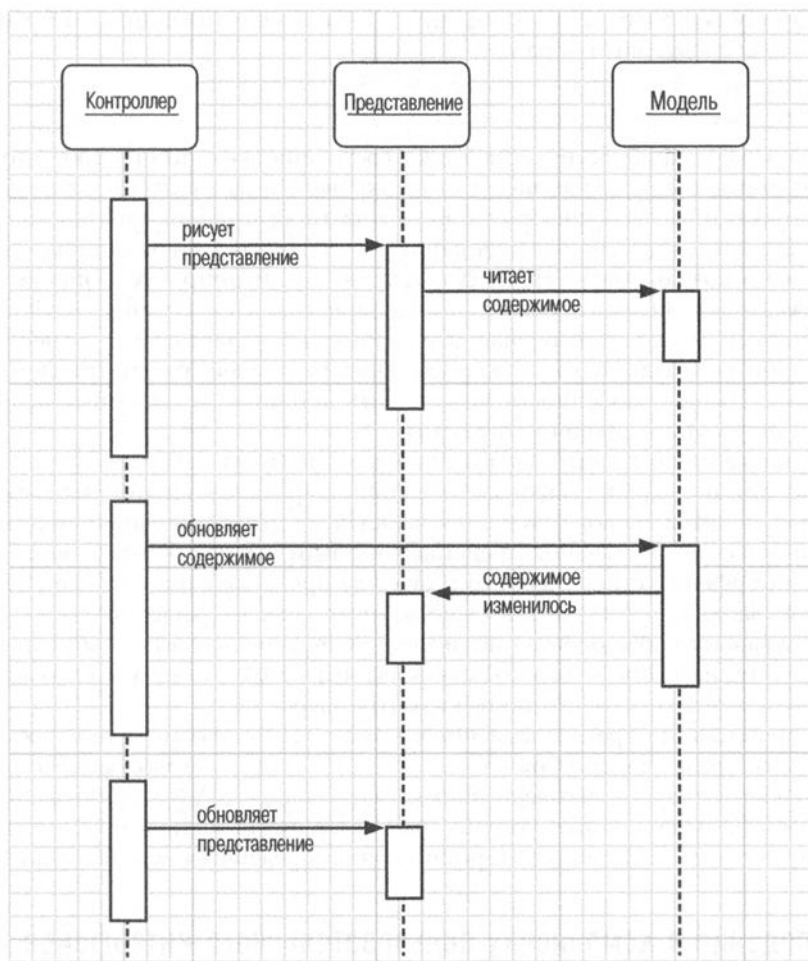 Контроллер
Представление
Модель
рисует
представление
читает
содержимое
обновляет
содержимое
содержимое
изменилось
обновляет
представление